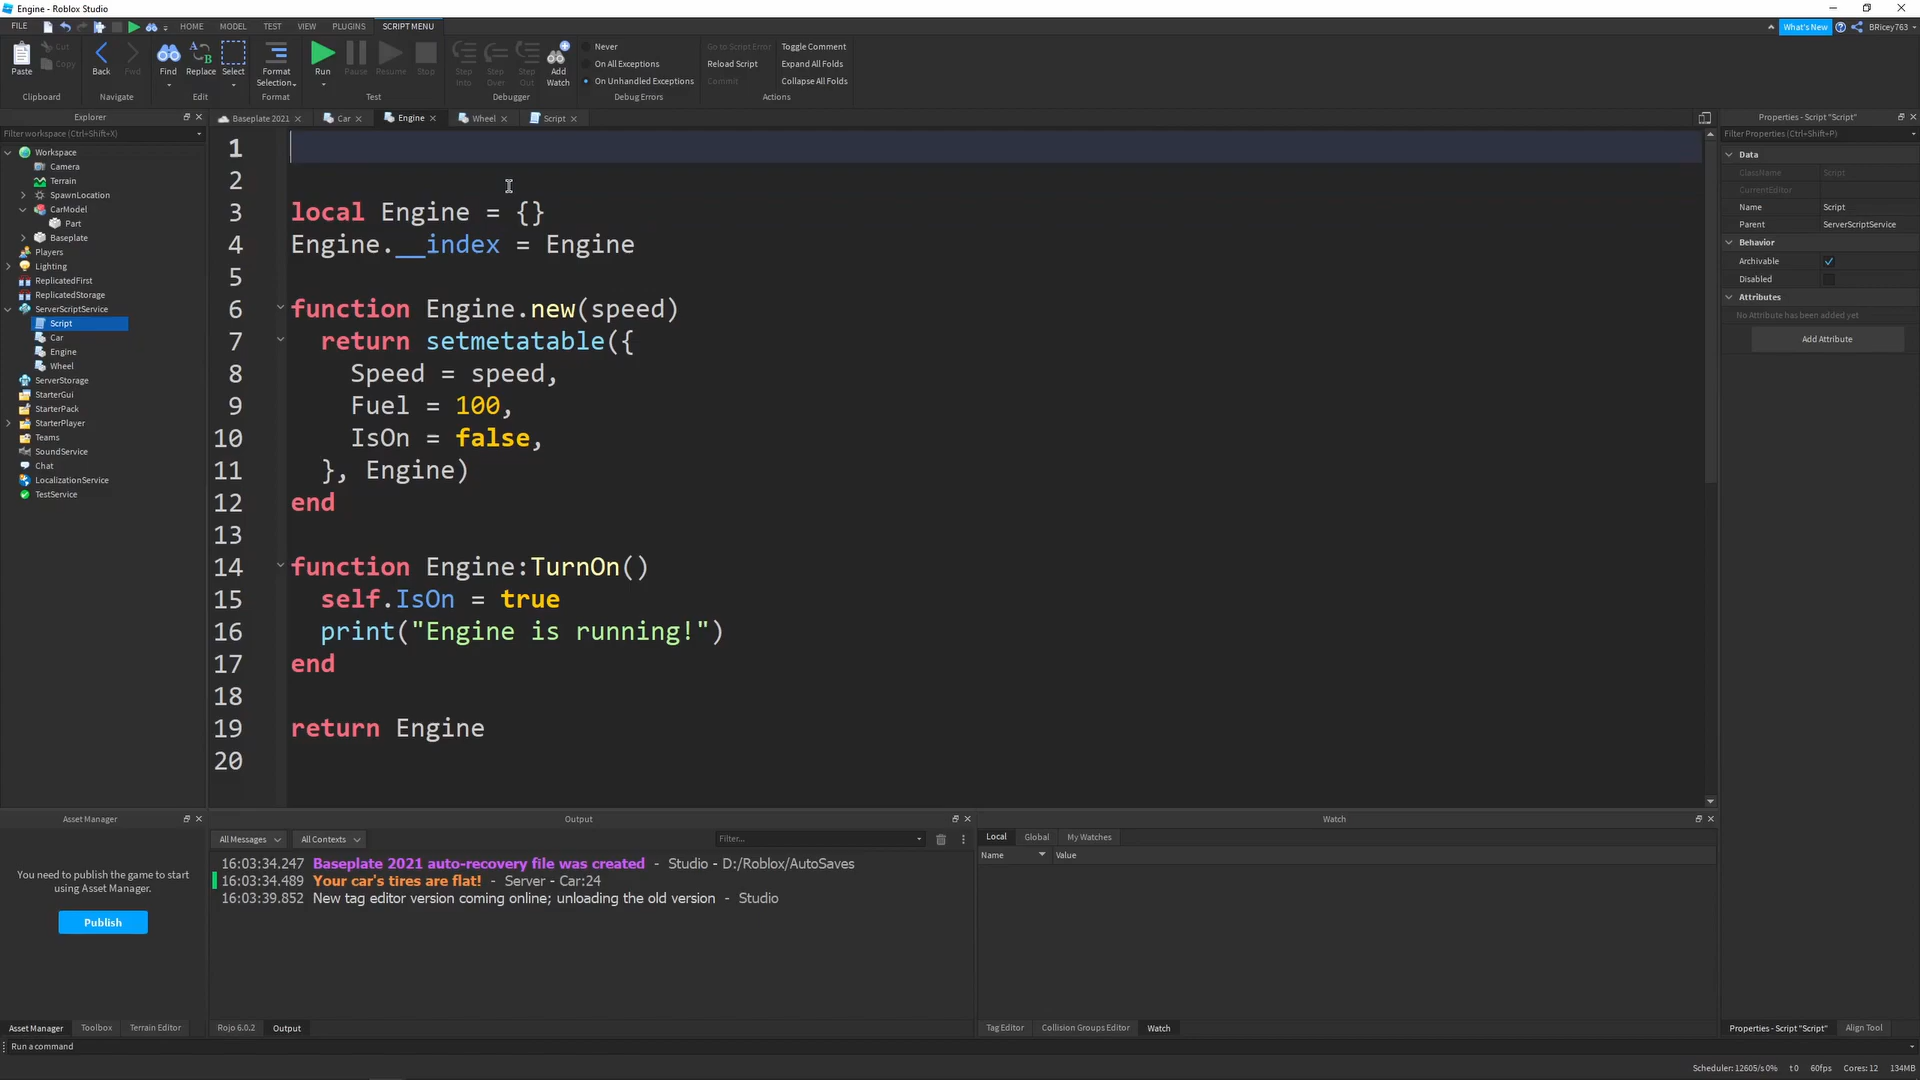 Engine - Roblox Studio
FILE
HOME
MODEL
TEST
VIEW
PLUGINS
SCRIPT MENU
What's New
BRicey763
Paste
Cut
Copy
Clipboard
Back
Fwd
Navigate
Find
Replace
Select
Edit
Format
Selection
Format
Run
Pause
Resume
Stop
Test
Step
Into
Step
Over
Step
Out
Add
Watch
Debugger
Never
On All Exceptions
On Unhandled Exceptions
Debug Errors
Go to Script Error
Reload Script
Commit
Toggle Comment
Expand All Folds
Collapse All Folds
Actions
Explorer
Filter workspace (Ctrl+Shift+X)
Workspace
Camera
Terrain
SpawnLocation
CarModel
Part
Baseplate
Players
Lighting
ReplicatedFirst
ReplicatedStorage
ServerScriptService
Script
Car
Engine
Wheel
ServerStorage
StarterGui
StarterPack
StarterPlayer
Teams
SoundService
Chat
LocalizationService
TestService
Baseplate 2021
Car
Engine
Wheel
Script
1
2
3 local Engine = {}
4 Engine.__index = Engine
5
6 function Engine.new(speed)
7 return setmetatable({
8 Speed = speed,
9 Fuel = 100,
10 IsOn = false,
11 }, Engine)
12 end
13
14 function Engine:TurnOn()
15 self.IsOn = true
16 print("Engine is running!")
17 end
18
19 return Engine
20
Properties - Script "Script"
Filter Properties (Ctrl+Shift+P)
Data
ClassName Script
CurrentEditor
Name Script
Parent ServerScriptService
Behavior
Archivable
Disabled
Attributes
No Attribute has been added yet
Add Attribute
Asset Manager
You need to publish the game to start
using Asset Manager.
Publish
Asset Manager
Toolbox
Terrain Editor
Output
All Messages
All Contexts
Filter...
16:03:34.247 Baseplate 2021 auto-recovery file was created - Studio - D:/Roblox/AutoSaves
16:03:34.489 Your car's tires are flat! - Server - Car:24
16:03:39.852 New tag editor version coming online; unloading the old version - Studio
Rojo 6.0.2
Output
Watch
Local
Global
My Watches
Name
Value
Tag Editor
Collision Groups Editor
Watch
Properties - Script "Script"
Align Tool
Run a command
Scheduler: 12605/s 0%
t 0
60fps
Cores: 12
134MB